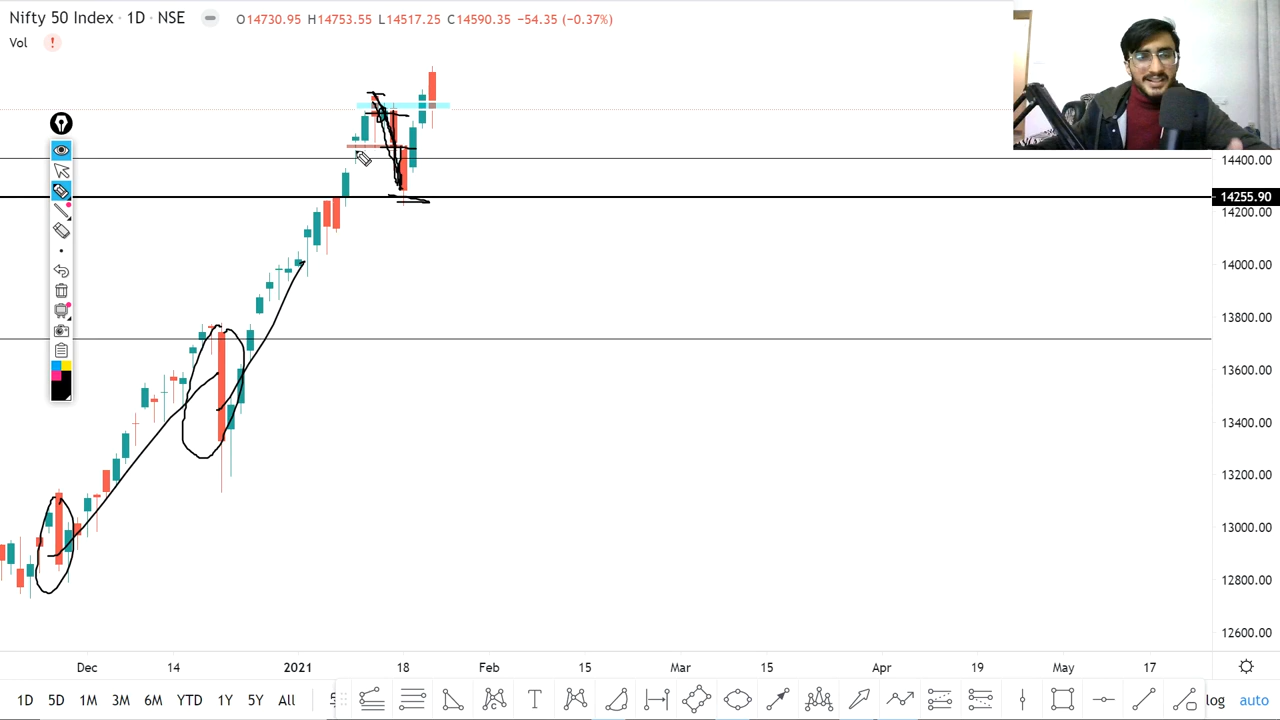 Nifty 50 Index · 1D · NSE O14730.95 H14753.55 L14517.25 C14590.35 −54.35 (−0.37%)
Vol !
14400.00
14255.90
14200.00
14000.00
13800.00
13600.00
13400.00
13200.00
13000.00
12800.00
12600.00
Dec 14 2021 18 Feb 15 Mar 15 Apr 19 May 17
1D 5D 1M 3M 6M YTD 1Y 5Y All log auto